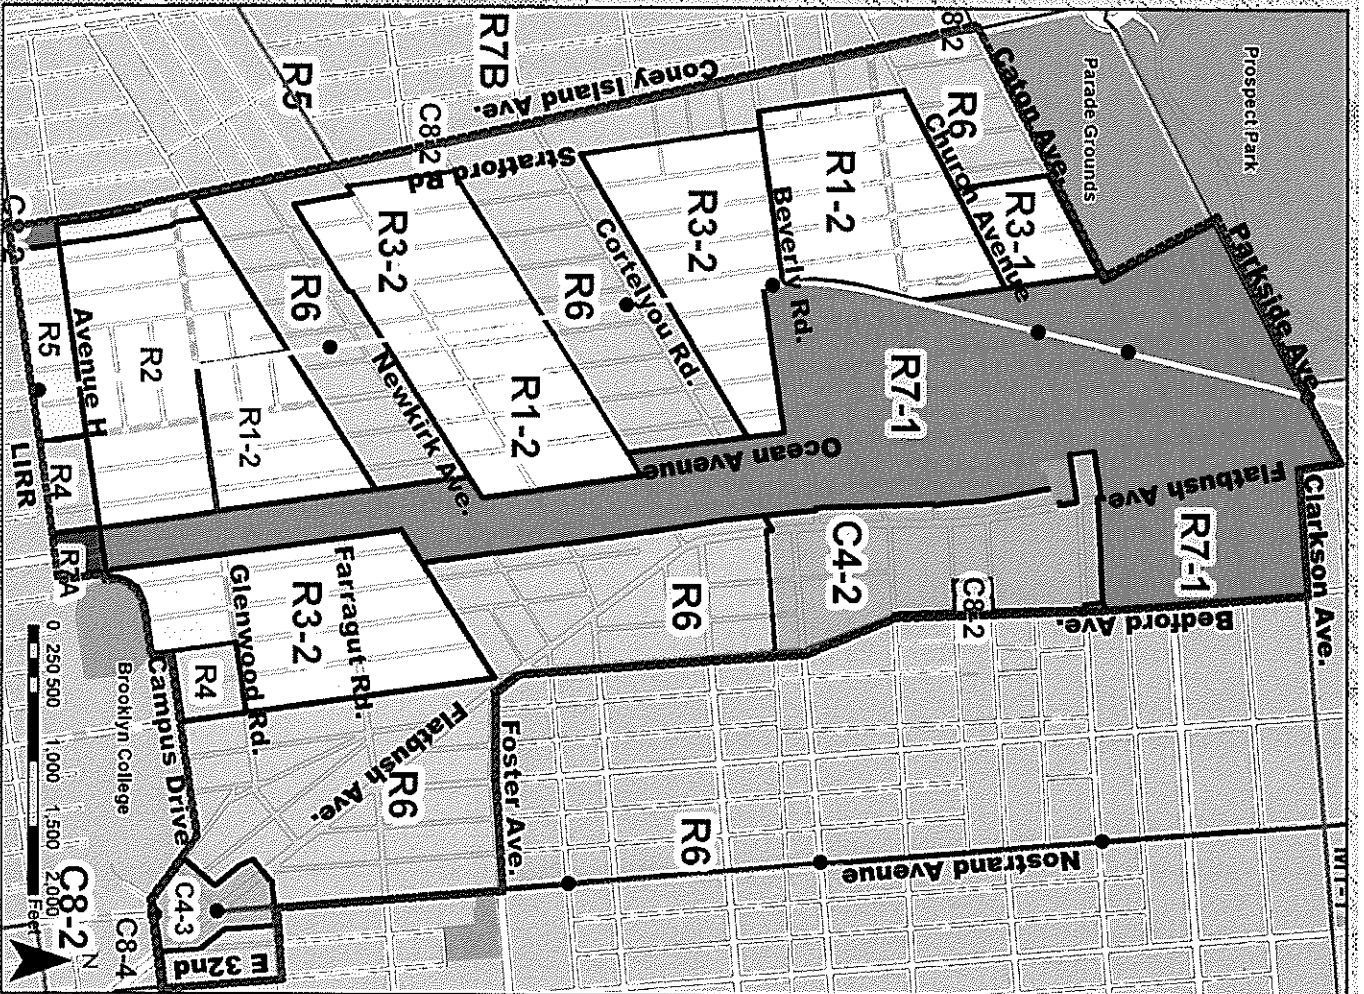 Prospect Park
Parade Grounds
Parkside Ave.
Caton Ave.
Clarkson Ave.
Church Avenue
R6
R3-1
R7-1
Flatbush Ave.
R7-1
Bedford Ave.
C8-2
C4-2
R1-2
Beverly Rd.
R3-2
Ocean Avenue
Cortelyou Rd.
Coney Island Ave.
R7B
R5
C8-2
Stratford Rd
R6
R1-2
R3-2
R6
Newkirk Ave.
R6
R6
Nostrand Avenue
Foster Ave.
Flatbush Ave.
R6
R3-2
Farragut Rd.
Glenwood Rd.
R4
R1-2
R2
Avenue H
R5
R4
R7A
LIRR
Campus Drive
Brooklyn College
C4-3
E 32nd
C8-4
C8-2
0 250 500 1,000 1,500 2,000
Feet
N